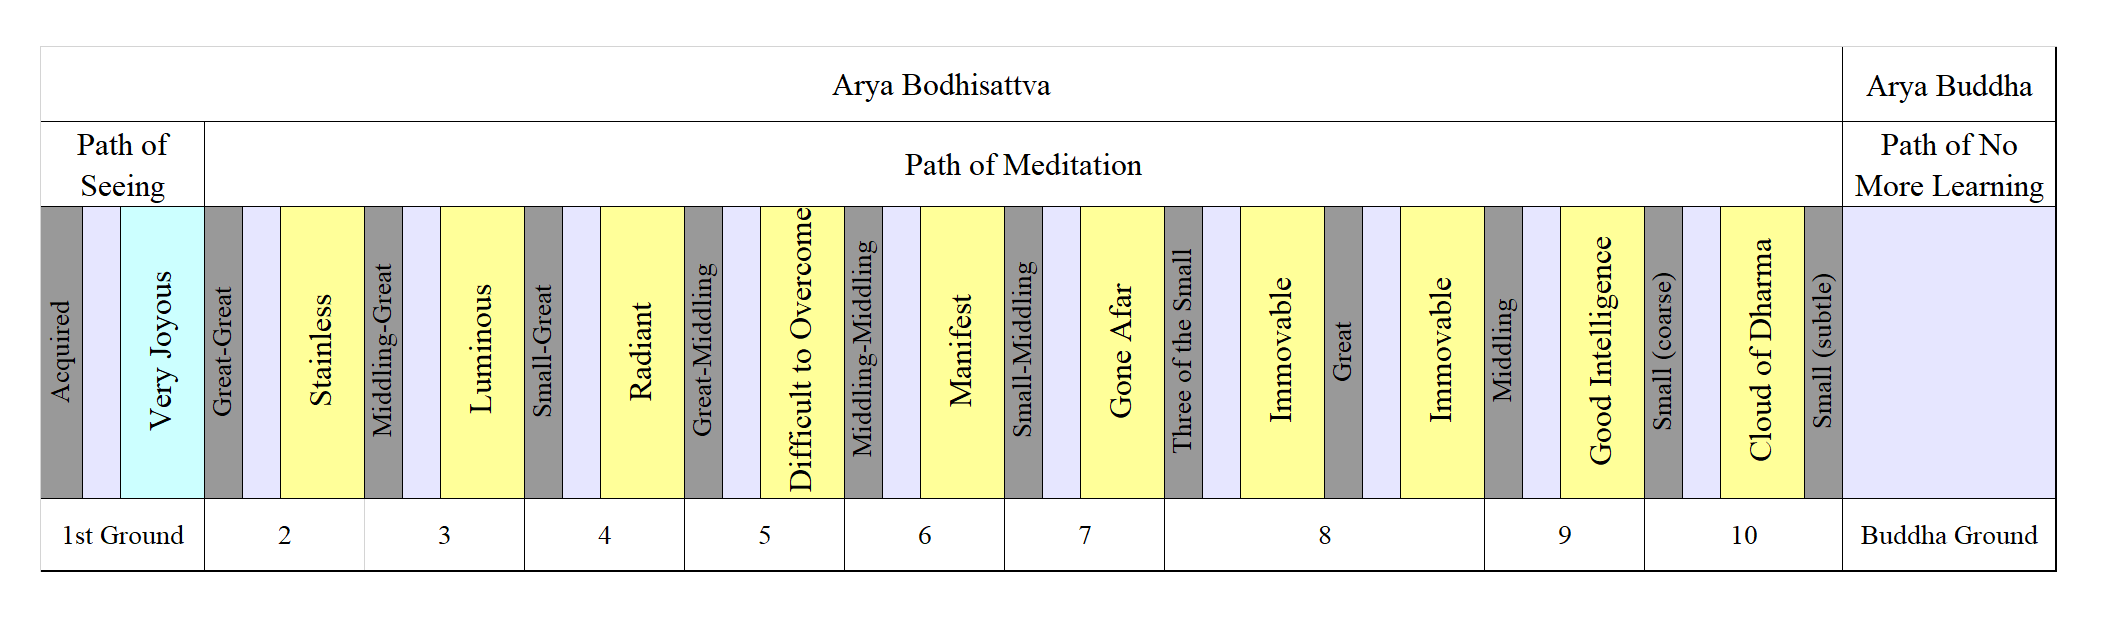 Arya Bodhisattva
Arya Buddha
Path of
Seeing
Path of Meditation
Path of No
More Learning
Acquired
Very Joyous
Great-Great
Stainless
Middling-Great
Luminous
Small-Great
Radiant
Great-Middling
Difficult to Overcome
Middling-Middling
Manifest
Small-Middling
Gone Afar
Three of the Small
Immovable
Great
Immovable
Middling
Good Intelligence
Small (coarse)
Cloud of Dharma
Small (subtle)
1st Ground
2
3
4
5
6
7
8
9
10
Buddha Ground